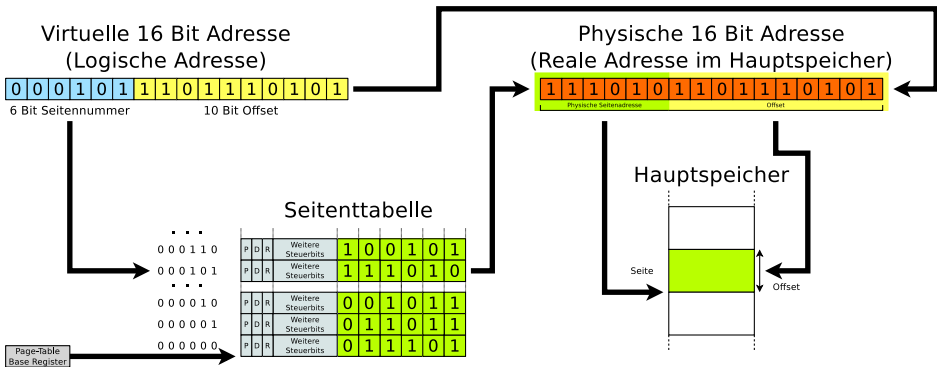 Virtuelle 16 Bit Adresse
(Logische Adresse)
0 0 0 1 0 1 1 1 0 1 1 1 0 1 0 1
6 Bit Seitennummer
10 Bit Offset
Physische 16 Bit Adresse
(Reale Adresse im Hauptspeicher)
1 1 1 0 1 0 1 1 0 1 1 1 0 1 0 1
Physische Seitenadresse
Offset
Hauptspeicher
Seite
Offset
Seitenttabelle
. . .
0 0 0 1 1 0
P D R Weitere Steuerbits 1 0 0 1 0 1
0 0 0 1 0 1
P D R Weitere Steuerbits 1 1 1 0 1 0
. . .
0 0 0 0 1 0
P D R Weitere Steuerbits 0 0 1 0 1 1
0 0 0 0 0 1
P D R Weitere Steuerbits 0 1 1 0 1 1
0 0 0 0 0 0
P D R Weitere Steuerbits 0 1 1 1 0 1
Page-Table
Base Register